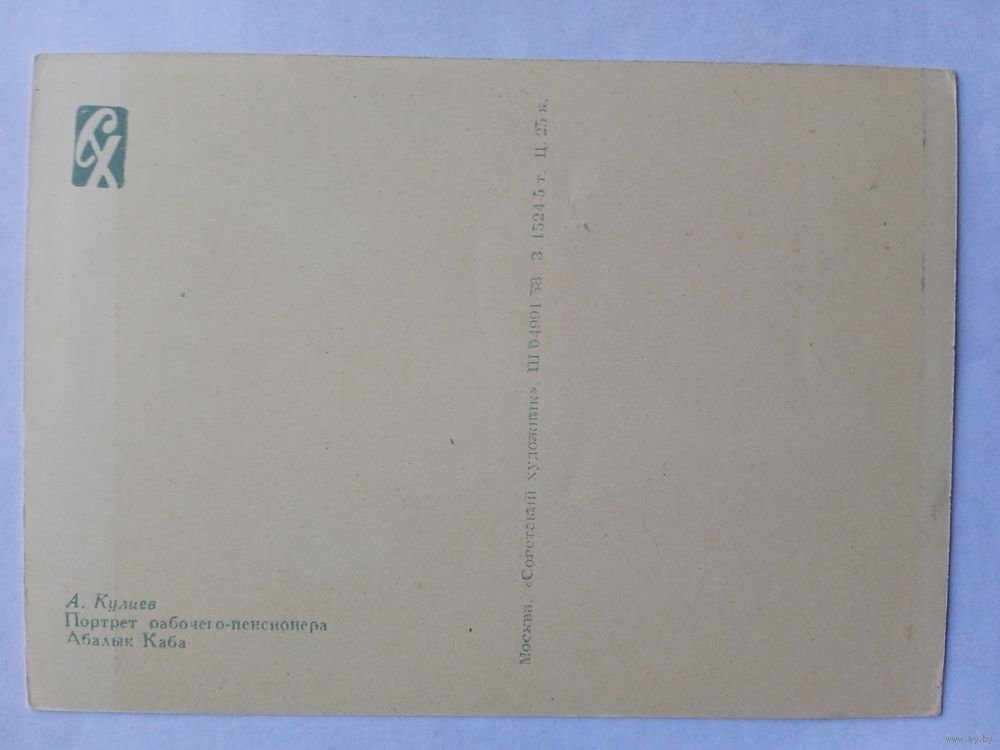 СХ
А. Кулиев
Портрет рабочего-пенсионера
Абалык Каба
Москва. «Советский художник». Ш 04991-58 З. 1524 5 т. Ц. 25 к.
www.ay.by